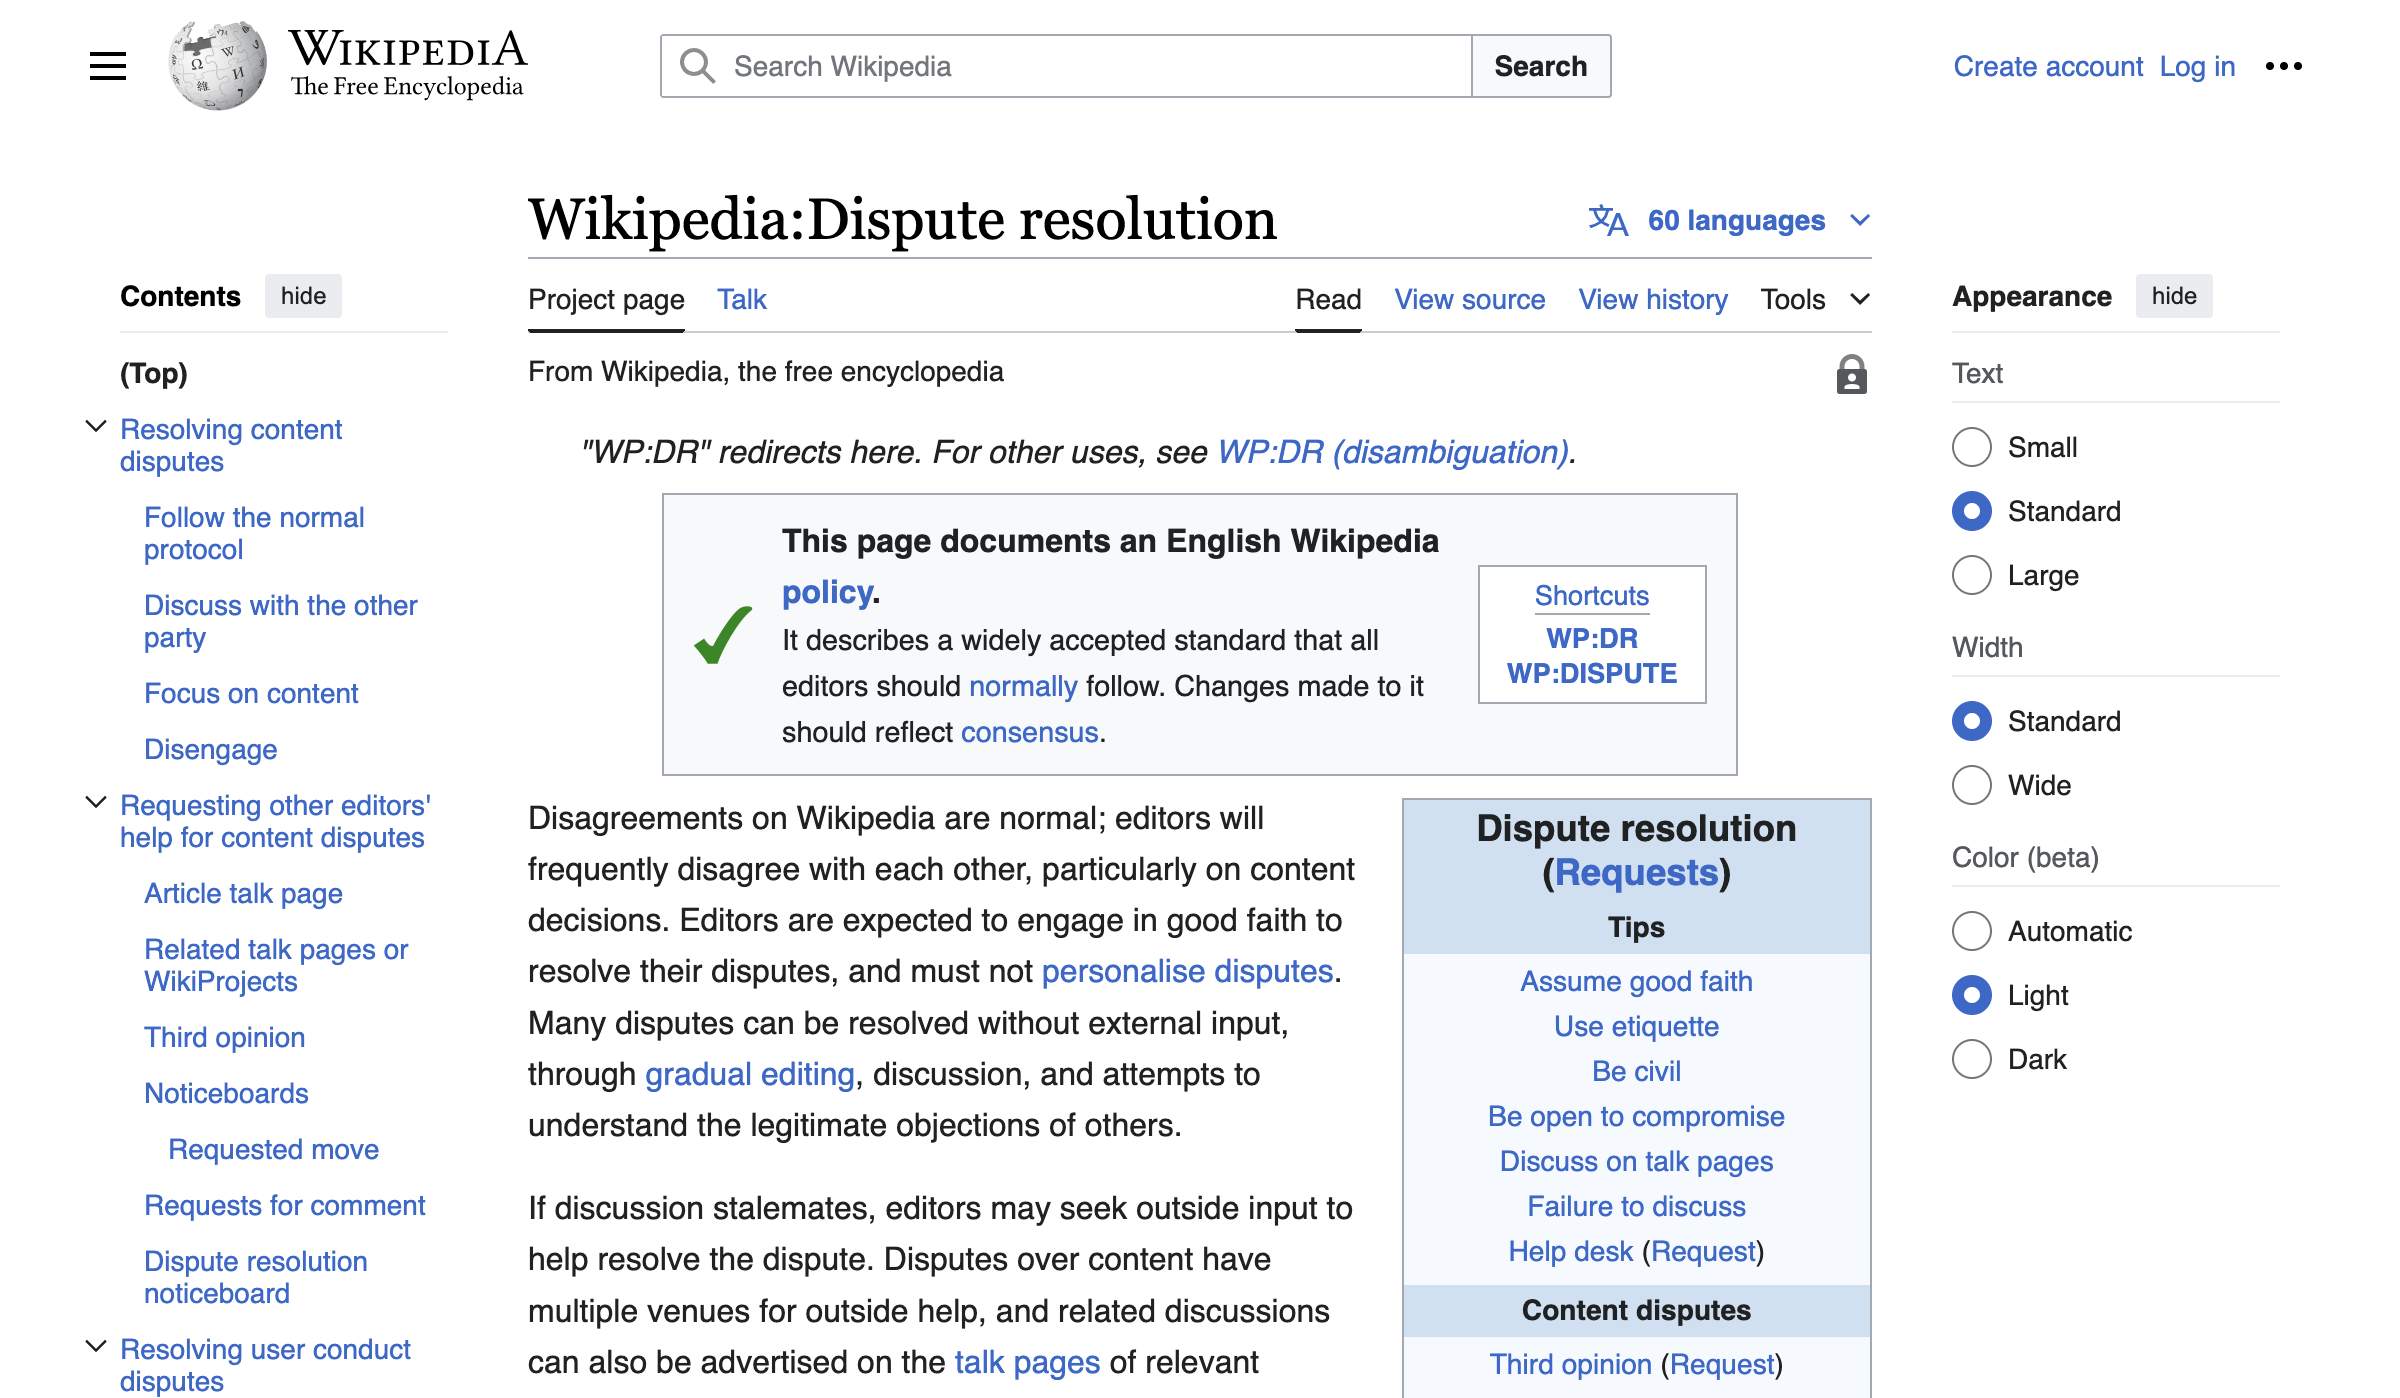 WIKIPEDIA
The Free Encyclopedia
Search Wikipedia
Search
Create account Log in
Contents hide
(Top)
Resolving content
disputes
Follow the normal
protocol
Discuss with the other
party
Focus on content
Disengage
Requesting other editors'
help for content disputes
Article talk page
Related talk pages or
WikiProjects
Third opinion
Noticeboards
Requested move
Requests for comment
Dispute resolution
noticeboard
Resolving user conduct
disputes
Wikipedia:Dispute resolution
60 languages
Project page Talk
Read View source View history Tools
From Wikipedia, the free encyclopedia
"WP:DR" redirects here. For other uses, see WP:DR (disambiguation).
This page documents an English Wikipedia
policy.
It describes a widely accepted standard that all
editors should normally follow. Changes made to it
should reflect consensus.
Shortcuts
WP:DR
WP:DISPUTE
Disagreements on Wikipedia are normal; editors will
frequently disagree with each other, particularly on content
decisions. Editors are expected to engage in good faith to
resolve their disputes, and must not personalise disputes.
Many disputes can be resolved without external input,
through gradual editing, discussion, and attempts to
understand the legitimate objections of others.
If discussion stalemates, editors may seek outside input to
help resolve the dispute. Disputes over content have
multiple venues for outside help, and related discussions
can also be advertised on the talk pages of relevant
Dispute resolution
(Requests)
Tips
Assume good faith
Use etiquette
Be civil
Be open to compromise
Discuss on talk pages
Failure to discuss
Help desk (Request)
Content disputes
Third opinion (Request)
Appearance hide
Text
Small
Standard
Large
Width
Standard
Wide
Color (beta)
Automatic
Light
Dark